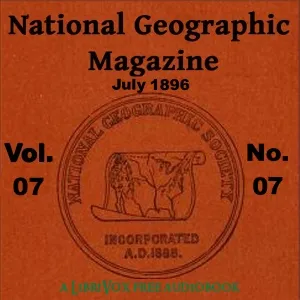 National Geographic
Magazine
July 1896
Vol.
07
No.
07
NATIONAL GEOGRAPHIC SOCIETY
INCORPORATED
A.D.1888.
A LIBRIVOX FREE AUDIOBOOK